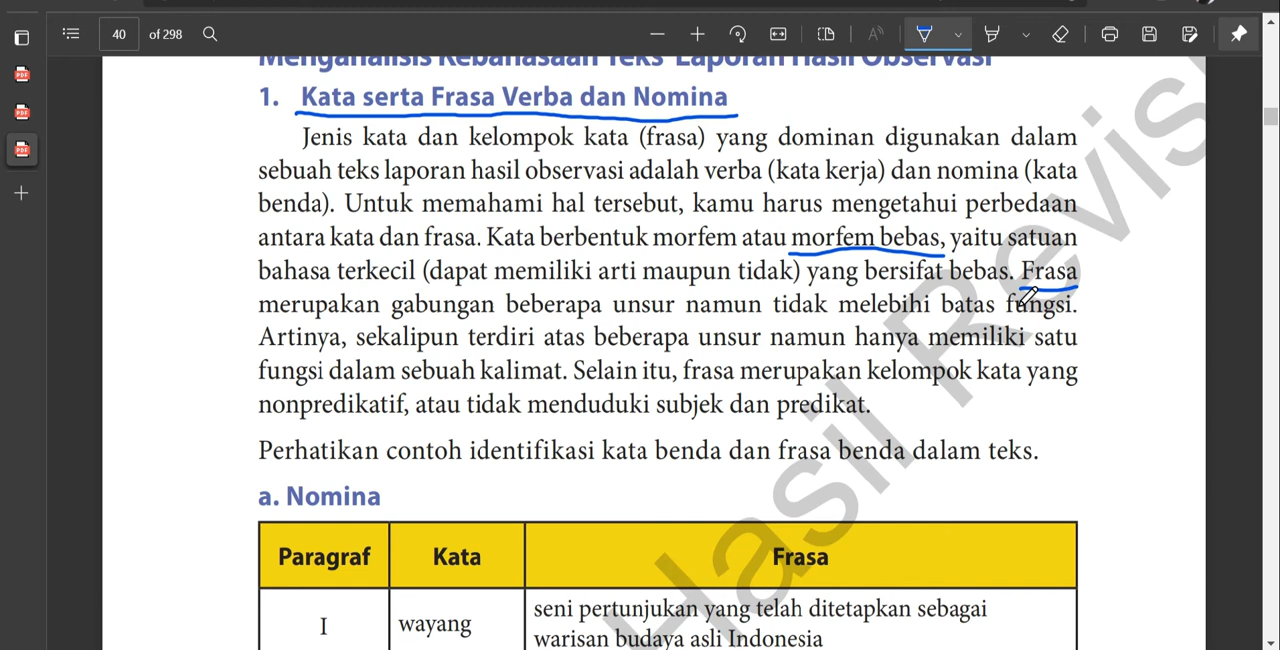 40 of 298
PDF
PDF
PDF
Menganalisis Kebahasaan Teks Laporan Hasil Observasi
1. Kata serta Frasa Verba dan Nomina
Jenis kata dan kelompok kata (frasa) yang dominan digunakan dalam
sebuah teks laporan hasil observasi adalah verba (kata kerja) dan nomina (kata
benda). Untuk memahami hal tersebut, kamu harus mengetahui perbedaan
antara kata dan frasa. Kata berbentuk morfem atau morfem bebas, yaitu satuan
bahasa terkecil (dapat memiliki arti maupun tidak) yang bersifat bebas. Frasa
merupakan gabungan beberapa unsur namun tidak melebihi batas fungsi.
Artinya, sekalipun terdiri atas beberapa unsur namun hanya memiliki satu
fungsi dalam sebuah kalimat. Selain itu, frasa merupakan kelompok kata yang
nonpredikatif, atau tidak menduduki subjek dan predikat.
Perhatikan contoh identifikasi kata benda dan frasa benda dalam teks.
a. Nomina
Paragraf Kata Frasa
I wayang seni pertunjukan yang telah ditetapkan sebagai
warisan budaya asli Indonesia
Hasil Revis